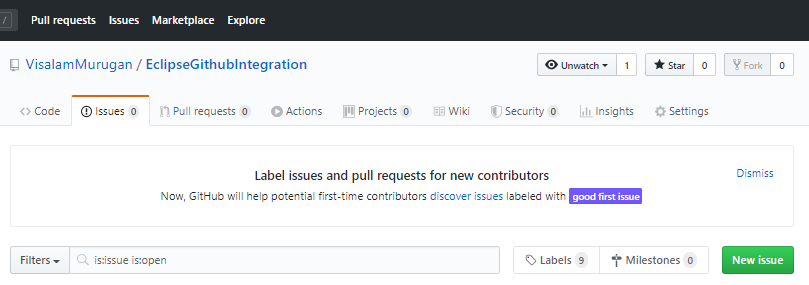 / Pull requests Issues Marketplace Explore
VisalamMurugan / EclipseGithubIntegration Unwatch 1 Star 0 Fork 0
Code Issues 0 Pull requests 0 Actions Projects 0 Wiki Security 0 Insights Settings
Label issues and pull requests for new contributors Dismiss
Now, GitHub will help potential first-time contributors discover issues labeled with good first issue
Filters is:issue is:open Labels 9 Milestones 0 New issue